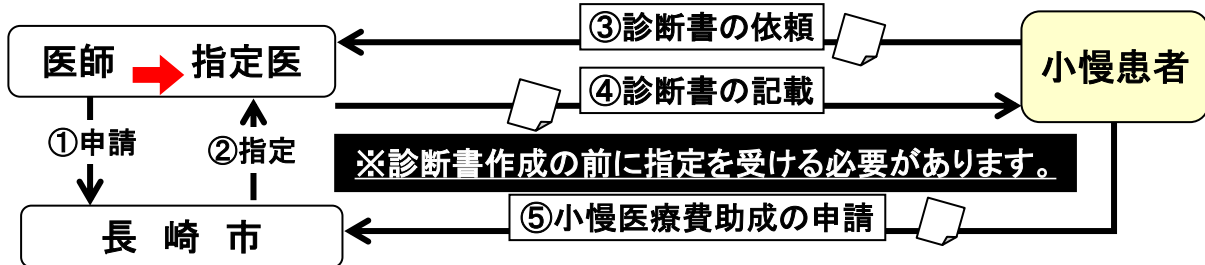 ③診断書の依頼
医師
指定医
小慢患者
④診断書の記載
①申請
②指定
※診断書作成の前に指定を受ける必要があります。
⑤小慢医療費助成の申請
長 崎 市